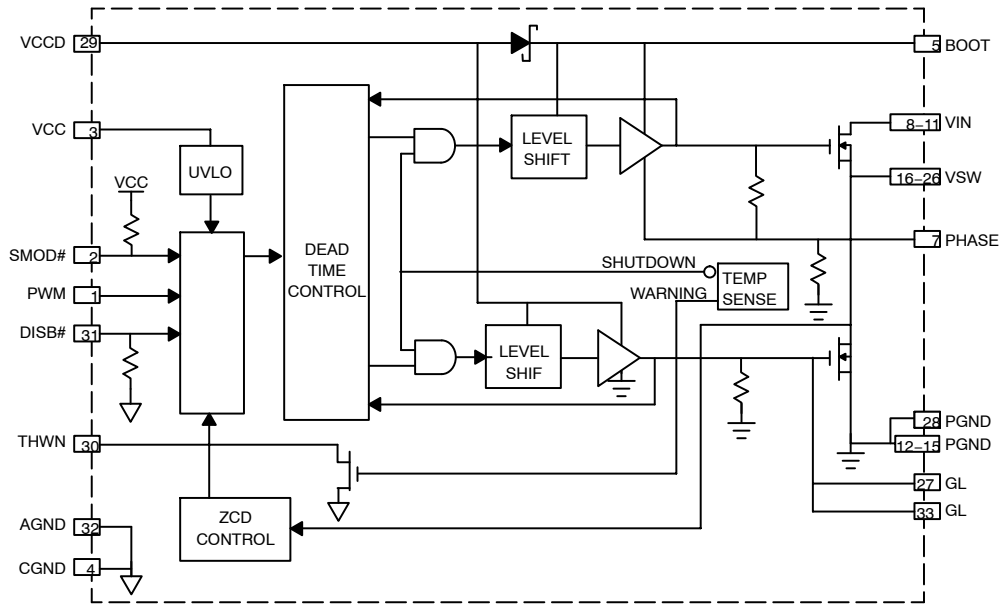 VCCD 29
5 BOOT
VCC 3
8–11 VIN
UVLO
LEVEL
SHIFT
VCC
16–26 VSW
SMOD# 2
DEAD
TIME
CONTROL
7 PHASE
PWM 1
SHUTDOWN
TEMP
SENSE
WARNING
DISB# 31
LEVEL
SHIF
28 PGND
THWN 30
12–15 PGND
27 GL
ZCD
CONTROL
33 GL
AGND 32
CGND 4